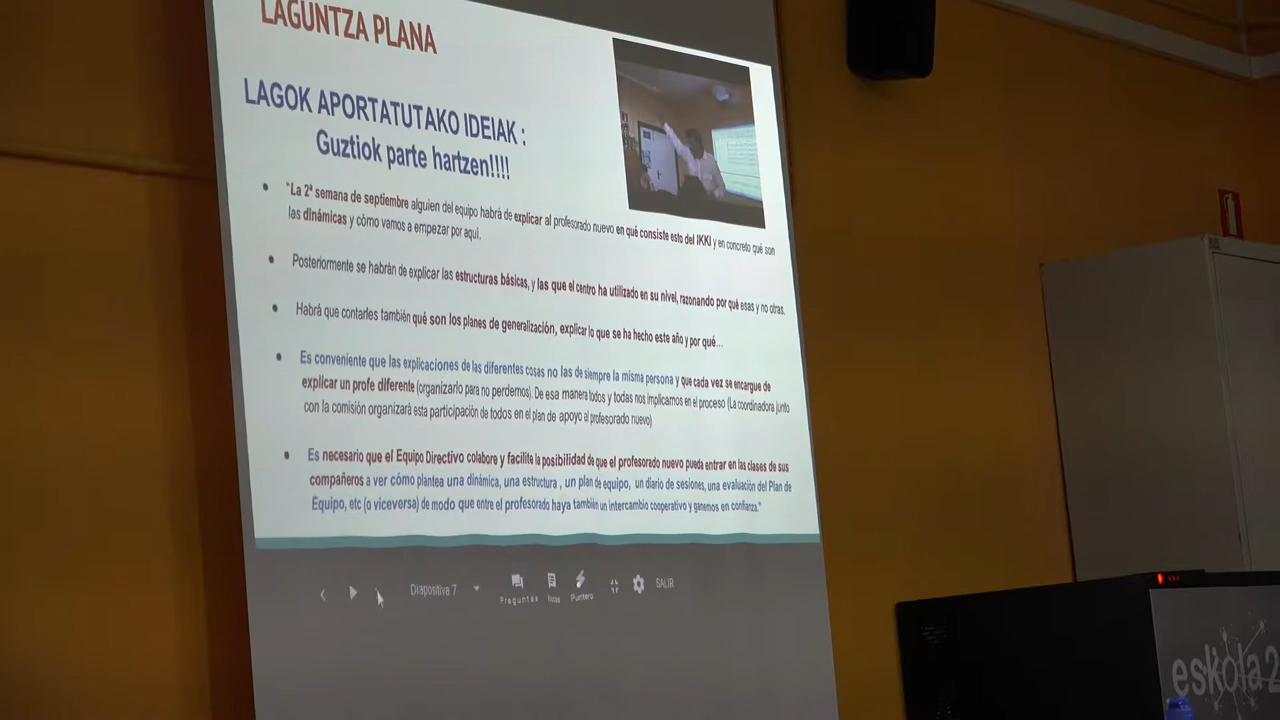 LAGUNTZA PLANA
LAGOK APORTATUTAKO IDEIAK :
Guztiok parte hartzen!!!!
"La 2ª semana de septiembre alguien del equipo habrá de explicar al profesorado nuevo en qué consiste esto del IKKI y en concreto qué son
las dinámicas y cómo vamos a empezar por aquí.
Posteriormente se habrán de explicar las estructuras básicas, y las que el centro ha utilizado en su nivel, razonando por qué esas y no otras.
Habrá que contarles también qué son los planes de generalización, explicar lo que se ha hecho este año y por qué...
Es conveniente que las explicaciones de las diferentes cosas no las de siempre la misma persona y que cada vez se encargue de
explicar un profe diferente (organizarlo para no perdernos). De esa manera todos y todas nos implicamos en el proceso (La coordinadora junto
con la comisión organizará esta participación de todos en el plan de apoyo al profesorado nuevo)
Es necesario que el Equipo Directivo colabore y facilite la posibilidad de que el profesorado nuevo pueda entrar en las clases de sus
compañeros a ver cómo plantea una dinámica, una estructura , un plan de equipo, un diario de sesiones, una evaluación del Plan de
Equipo, etc (o viceversa) de modo que entre el profesorado haya también un intercambio cooperativo y ganemos en confianza."
Diapositiva 7
Preguntas
Notas
Puntero
SALIR
eskola2